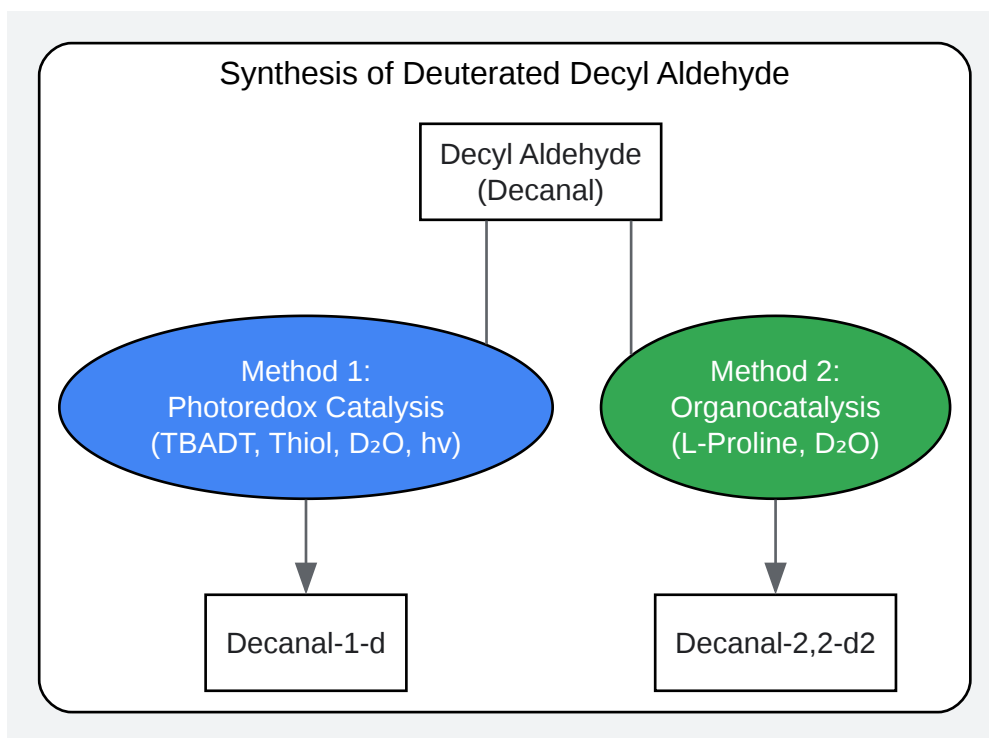 Synthesis of Deuterated Decyl Aldehyde
Decyl Aldehyde
(Decanal)
Method 1:
Photoredox Catalysis
(TBADT, Thiol, D₂O, hv)
Method 2:
Organocatalysis
(L-Proline, D₂O)
Decanal-1-d
Decanal-2,2-d2